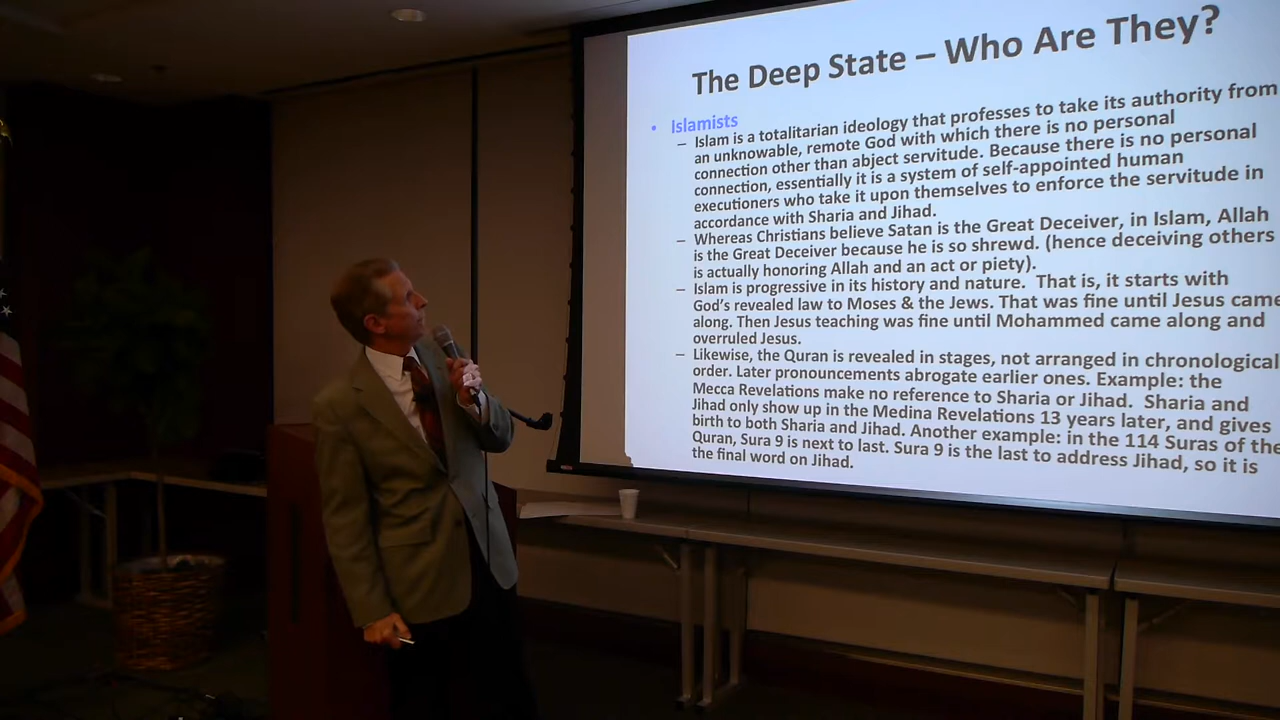 The Deep State – Who Are They?
• Islamists
– Islam is a totalitarian ideology that professes to take its authority from
an unknowable, remote God with which there is no personal
connection other than abject servitude. Because there is no personal
connection, essentially it is a system of self-appointed human
executioners who take it upon themselves to enforce the servitude in
accordance with Sharia and Jihad.
– Whereas Christians believe Satan is the Great Deceiver, in Islam, Allah
is the Great Deceiver because he is so shrewd. (hence deceiving others
is actually honoring Allah and an act or piety).
– Islam is progressive in its history and nature. That is, it starts with
God's revealed law to Moses & the Jews. That was fine until Jesus came
along. Then Jesus teaching was fine until Mohammed came along and
overruled Jesus.
– Likewise, the Quran is revealed in stages, not arranged in chronological
order. Later pronouncements abrogate earlier ones. Example: the
Mecca Revelations make no reference to Sharia or Jihad. Sharia and
Jihad only show up in the Medina Revelations 13 years later, and gives
birth to both Sharia and Jihad. Another example: in the 114 Suras of the
Quran, Sura 9 is next to last. Sura 9 is the last to address Jihad, so it is
the final word on Jihad.